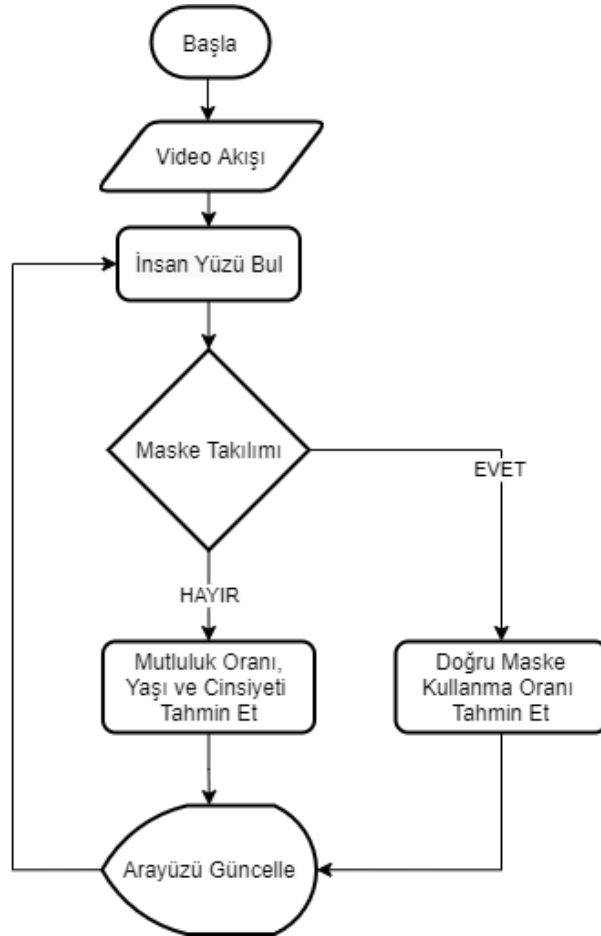 Başla
Video Akışı
İnsan Yüzü Bul
Maske Takılımı
EVET
HAYIR
Mutluluk Oranı,
Yaşı ve Cinsiyeti
Tahmin Et
Doğru Maske
Kullanma Oranı
Tahmin Et
Arayüzü Güncelle